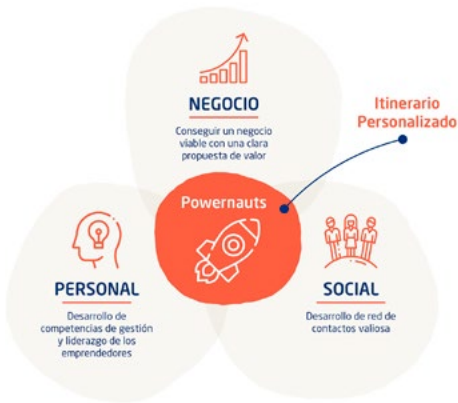 NEGOCIO
Conseguir un negocio
viable con una clara
propuesta de valor
Itinerario
Personalizado
Powernauts
PERSONAL
Desarrollo de
competencias de gestión
y liderazgo de los
emprendedores
SOCIAL
Desarrollo de red de
contactos valiosa